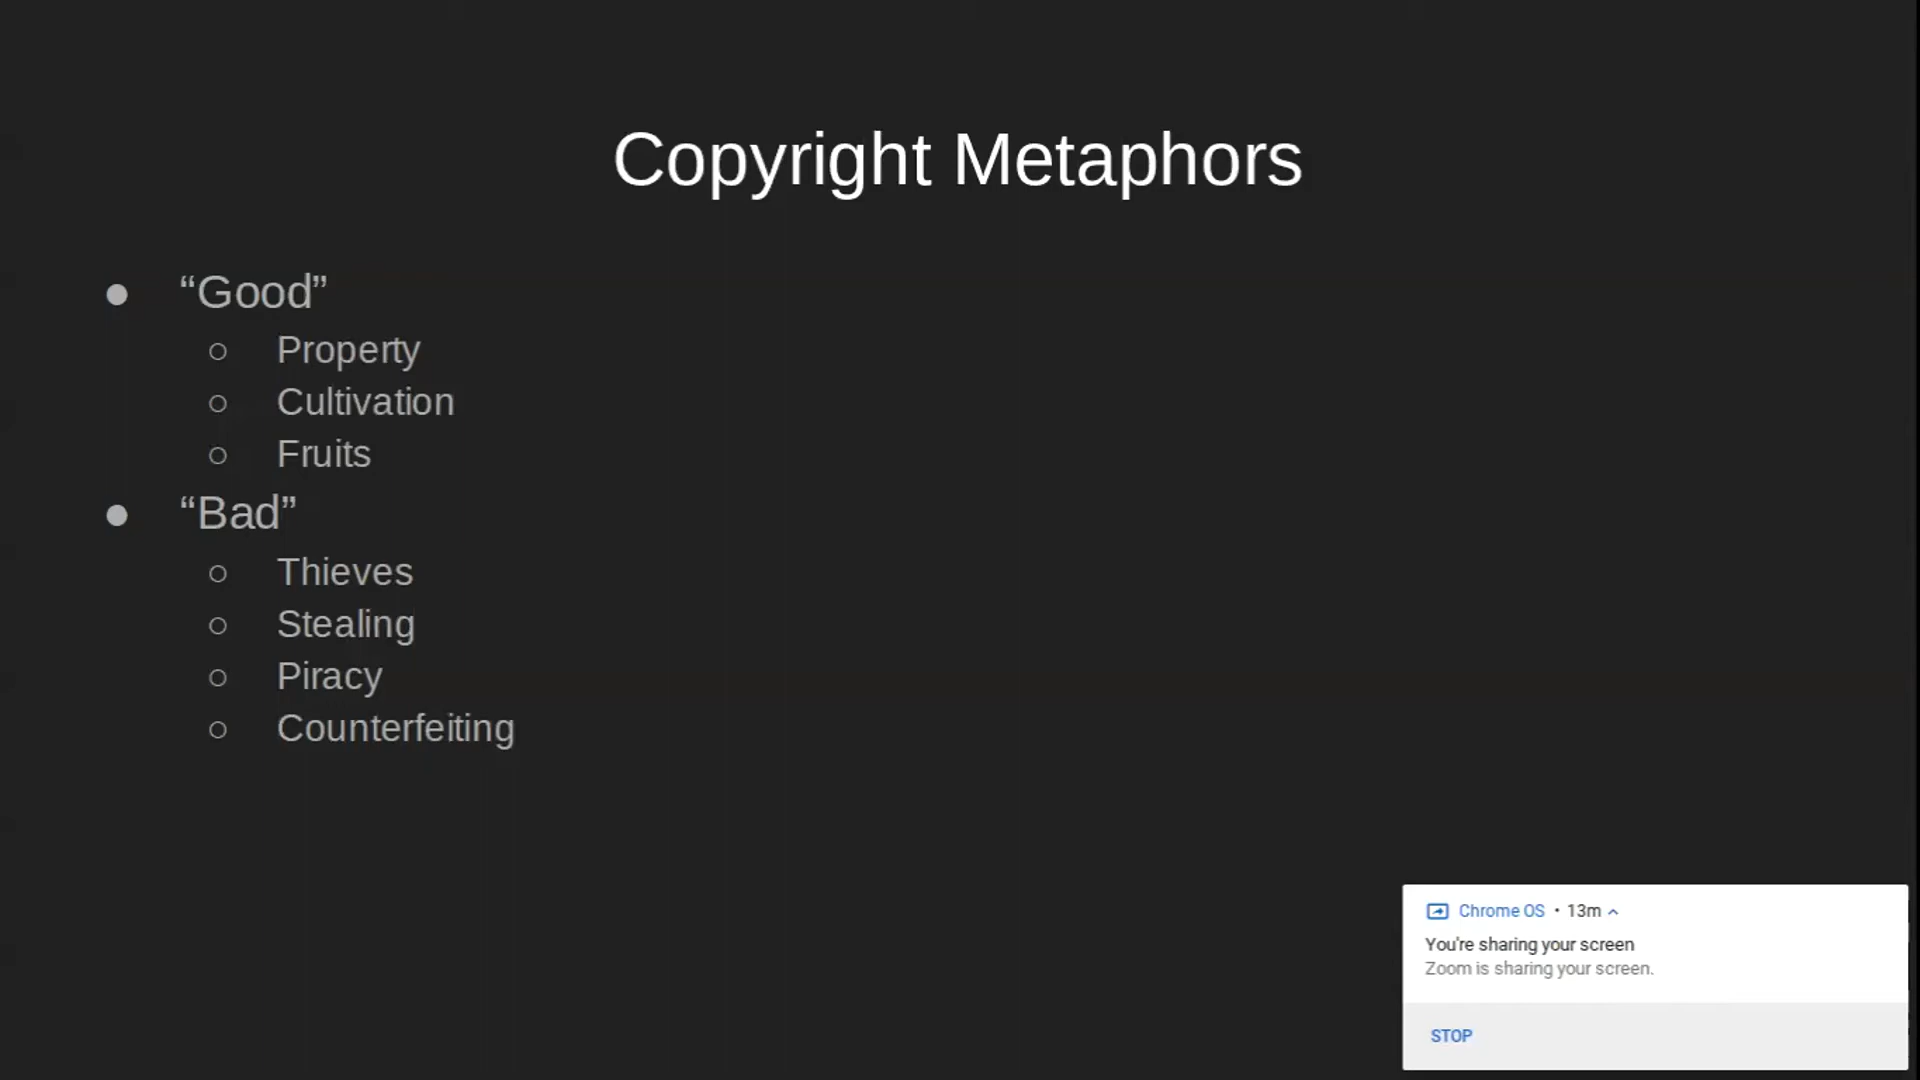 Copyright Metaphors
● “Good”
○ Property
○ Cultivation
○ Fruits
● “Bad”
○ Thieves
○ Stealing
○ Piracy
○ Counterfeiting
Chrome OS • 13m
You're sharing your screen
Zoom is sharing your screen.
STOP